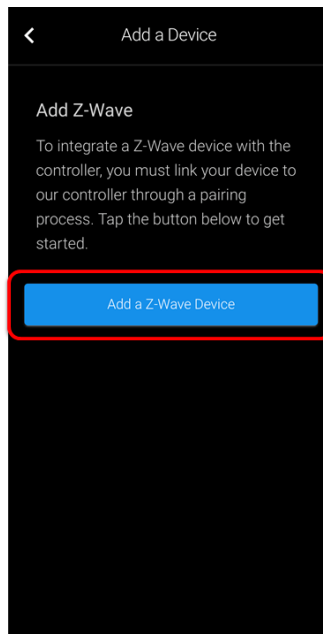 Add a Device
Add Z-Wave
To integrate a Z-Wave device with the
controller, you must link your device to
our controller through a pairing
process. Tap the button below to get
started.
Add a Z-Wave Device